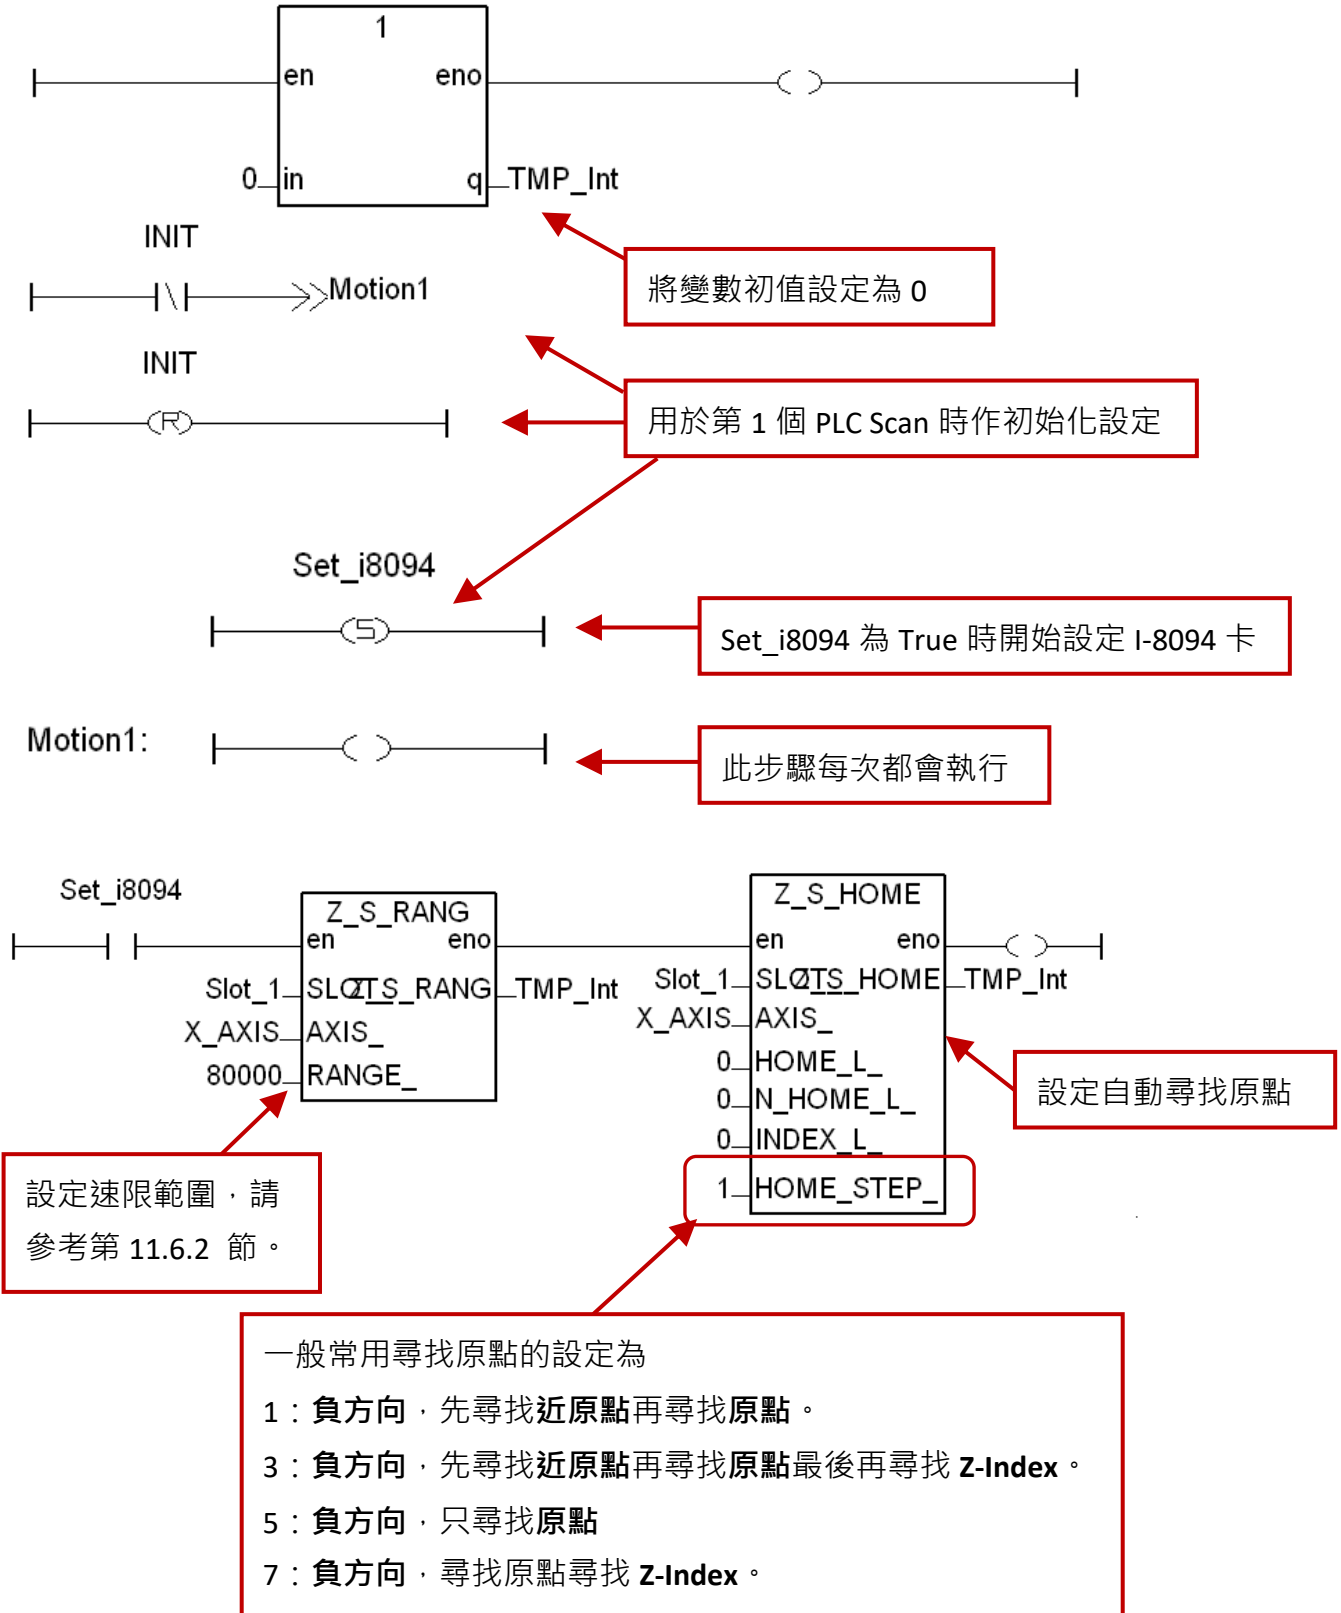 1
en eno
0 in q TMP_Int
將變數初值設定為 0
INIT
Motion1
INIT
R
用於第 1 個 PLC Scan 時作初始化設定
Set_i8094
S
Set_i8094 為 True 時開始設定 I-8094 卡
Motion1:
此步驟每次都會執行
Set_i8094
Z_S_RANG
en eno
Slot_1 SLOT_ Z_S_RANG TMP_Int
X_AXIS AXIS_
80000 RANGE_
Z_S_HOME
en eno
Slot_1 SLOT_ Z_S_HOME TMP_Int
X_AXIS AXIS_
0 HOME_L_
0 N_HOME_L_
0 INDEX_L_
1 HOME_STEP_
設定自動尋找原點
設定速限範圍,請
參考第 11.6.2 節。
一般常用尋找原點的設定為
1:負方向,先尋找近原點再尋找原點。
3:負方向,先尋找近原點再尋找原點最後再尋找 Z-Index。
5:負方向,只尋找原點
7:負方向,尋找原點尋找 Z-Index。